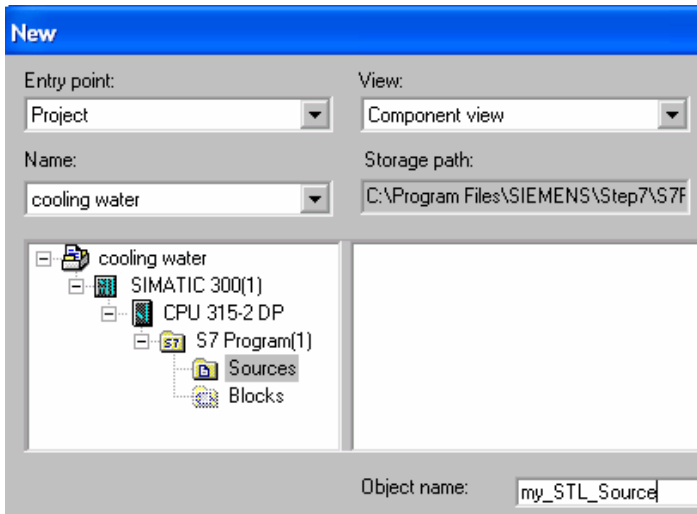 New
Entry point:
View:
Project
Component view
Name:
Storage path:
cooling water
C:\Program Files\SIEMENS\Step7\S7F
cooling water
SIMATIC 300(1)
CPU 315-2 DP
S7 Program(1)
Sources
Blocks
Object name:
my_STL_Source